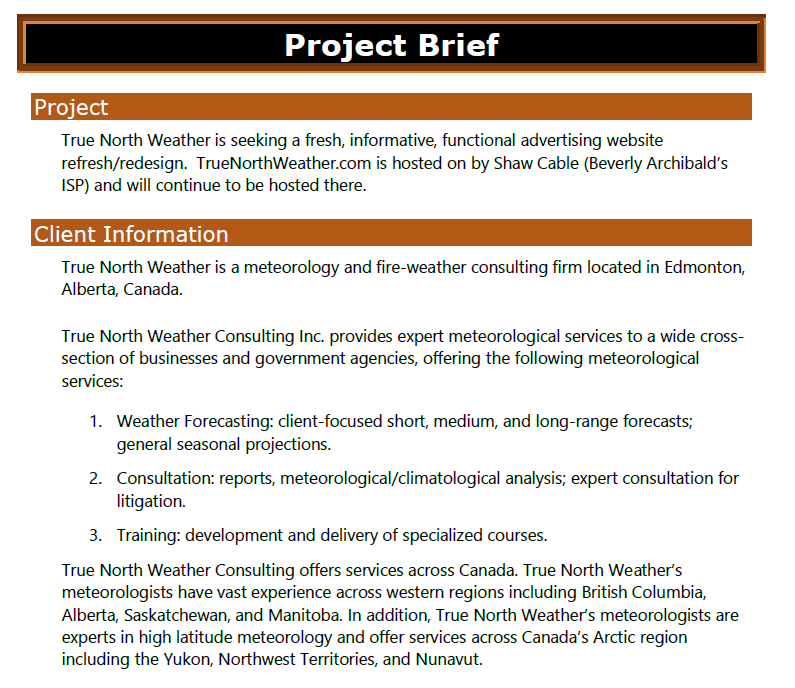 Project Brief
Project
True North Weather is seeking a fresh, informative, functional advertising website
refresh/redesign.  TrueNorthWeather.com is hosted on by Shaw Cable (Beverly Archibald's
ISP) and will continue to be hosted there.
Client Information
True North Weather is a meteorology and fire-weather consulting firm located in Edmonton,
Alberta, Canada.
True North Weather Consulting Inc. provides expert meteorological services to a wide cross-
section of businesses and government agencies, offering the following meteorological
services:
1. Weather Forecasting: client-focused short, medium, and long-range forecasts;
general seasonal projections.
2. Consultation: reports, meteorological/climatological analysis; expert consultation for
litigation.
3. Training: development and delivery of specialized courses.
True North Weather Consulting offers services across Canada. True North Weather's
meteorologists have vast experience across western regions including British Columbia,
Alberta, Saskatchewan, and Manitoba. In addition, True North Weather's meteorologists are
experts in high latitude meteorology and offer services across Canada's Arctic region
including the Yukon, Northwest Territories, and Nunavut.